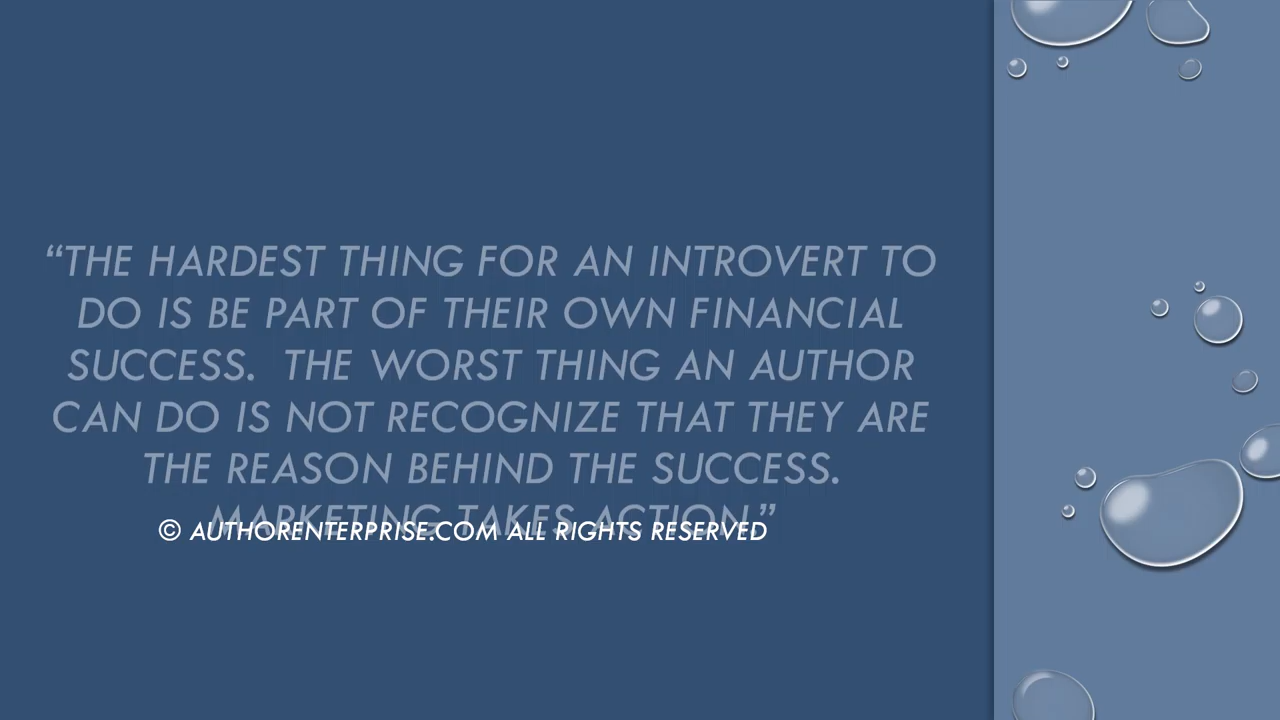 “THE HARDEST THING FOR AN INTROVERT TO
DO IS BE PART OF THEIR OWN FINANCIAL
SUCCESS.  THE WORST THING AN AUTHOR
CAN DO IS NOT RECOGNIZE THAT THEY ARE
THE REASON BEHIND THE SUCCESS.
MARKETING TAKES ACTION.”
© AUTHORENTERPRISE.COM ALL RIGHTS RESERVED